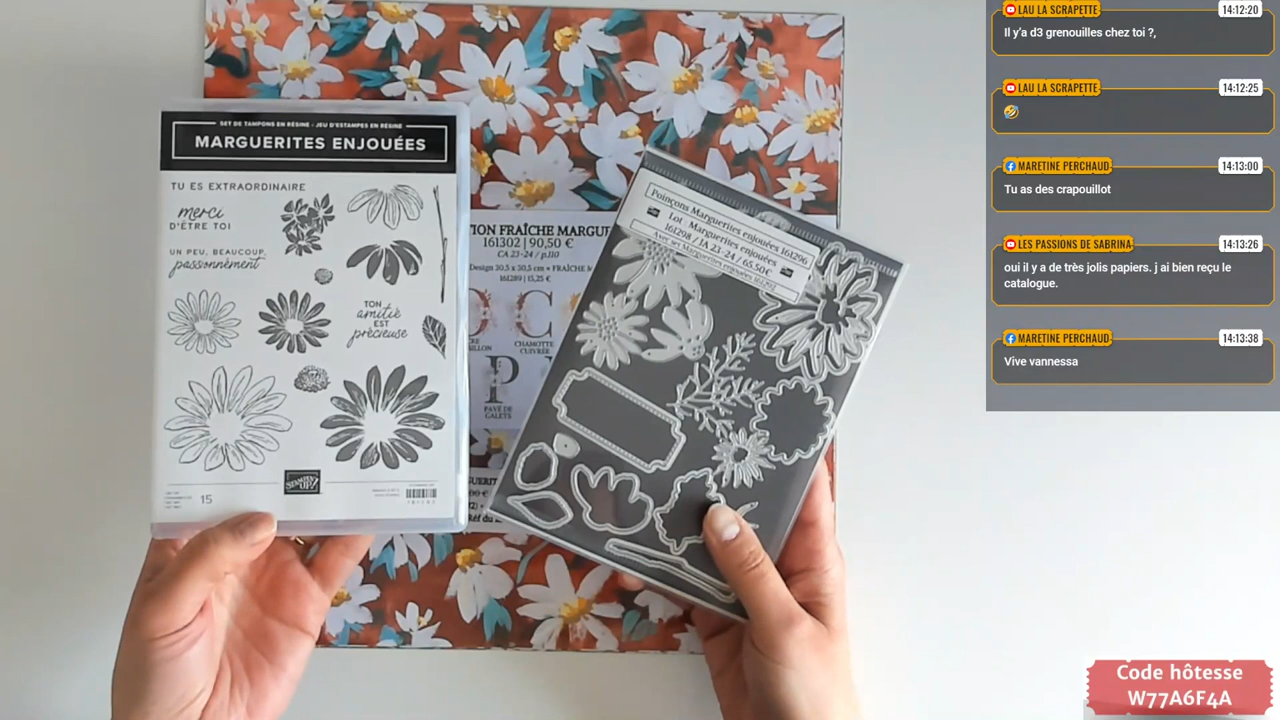 SET DE TAMPONS EN RÉSINE • JEU D'ESTAMPES EN RÉSINE
MARGUERITES ENJOUÉES
TU ES EXTRAORDINAIRE
merci
D'ÊTRE TOI
UN PEU, BEAUCOUP,
passionnément
TON
amitié
EST
précieuse
STAMPIN' UP!
15
TION FRAÎCHE MARGUE
161302 | 90,50 €
CA 23-24 / p.110
Design 30,5 x 30,5 cm • FRAÎCHE
161289 | 15,25 €
CHAMOTTE
CUIVRÉE
P
PAVÉ DE
GALETS
Poinçons Marguerites enjouées 161296
Lot - Marguerites enjouées
161298 / 1A 23-24 / 65,50€
Avec set Marguerites enjouées 161292
LAU LA SCRAPETTE
14:12:20
Il y'a d3 grenouilles chez toi ?,
LAU LA SCRAPETTE
14:12:25
🤣
MARETINE PERCHAUD
14:13:00
Tu as des crapouillot
LES PASSIONS DE SABRINA
14:13:26
oui il y a de très jolis papiers. j ai bien reçu le
catalogue.
MARETINE PERCHAUD
14:13:38
Vive vannessa
Code hôtesse
W77A6F4A